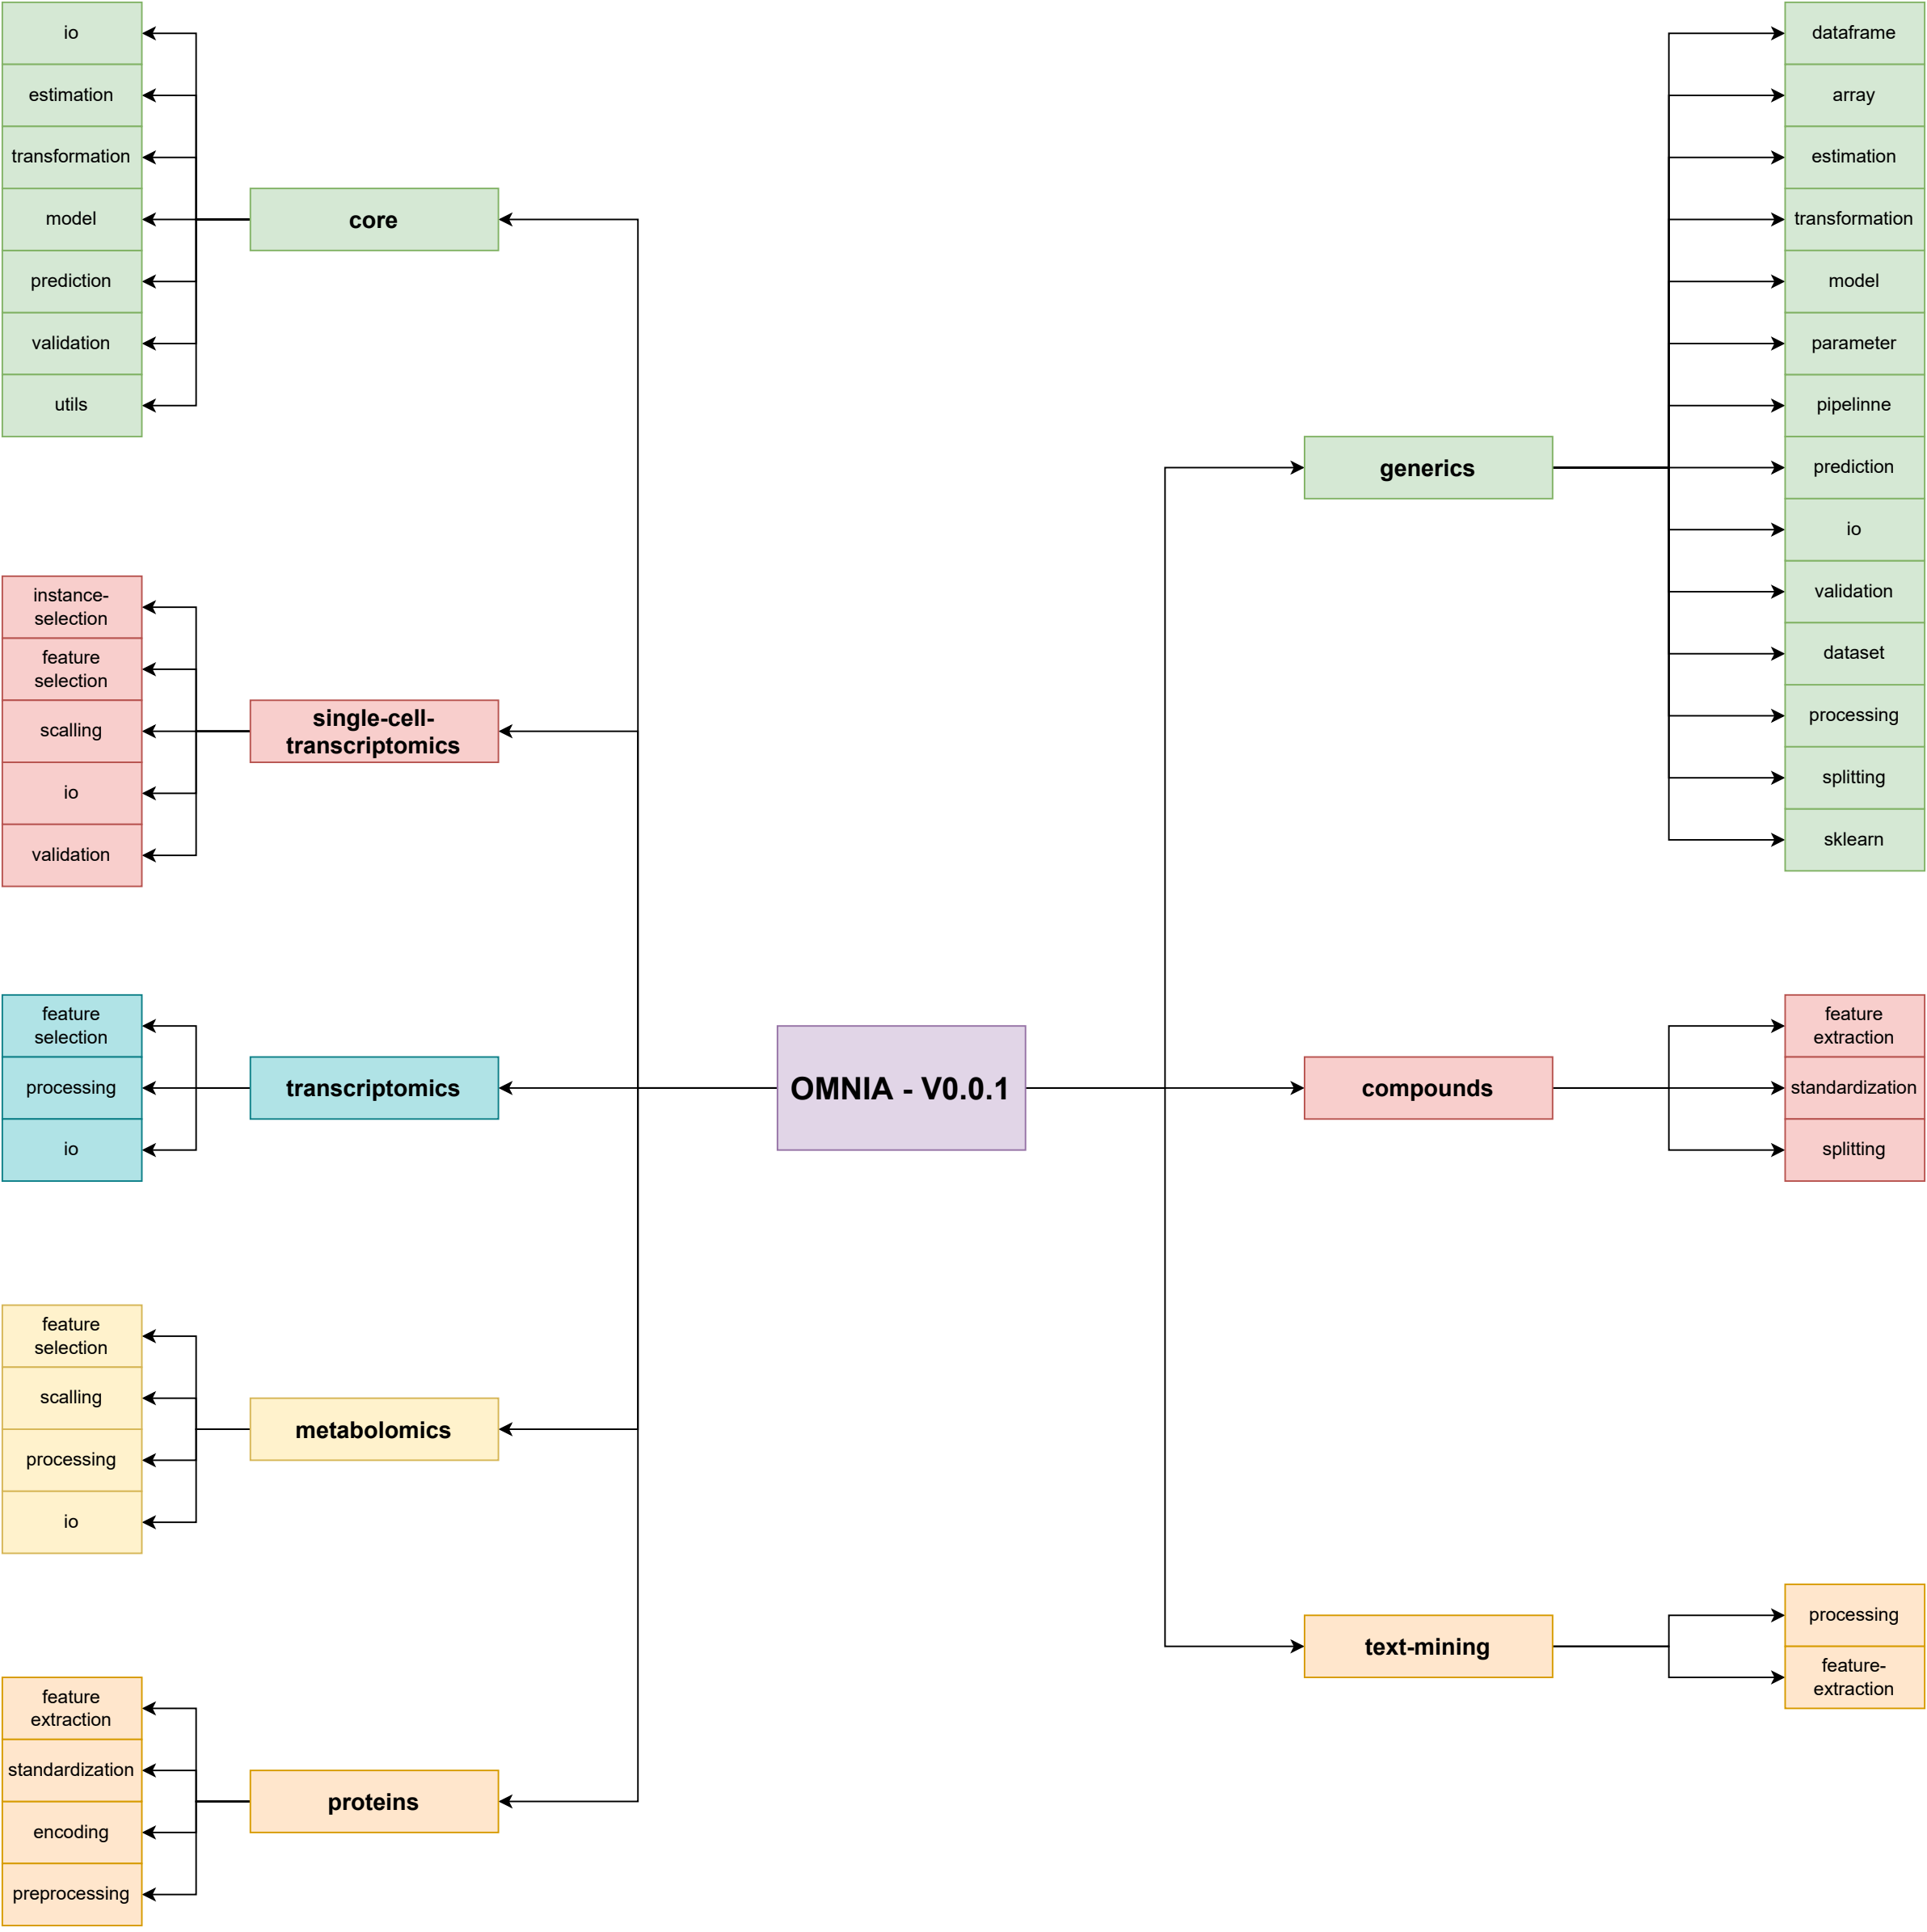 io
estimation
transformation
model
prediction
validation
utils
core
instance-
selection
feature
selection
scalling
io
validation
single-cell-
transcriptomics
feature
selection
processing
io
transcriptomics
feature
selection
scalling
processing
io
metabolomics
feature
extraction
standardization
encoding
preprocessing
proteins
OMNIA - V0.0.1
generics
dataframe
array
estimation
transformation
model
parameter
pipelinne
prediction
io
validation
dataset
processing
splitting
sklearn
compounds
feature
extraction
standardization
splitting
text-mining
processing
feature-
extraction